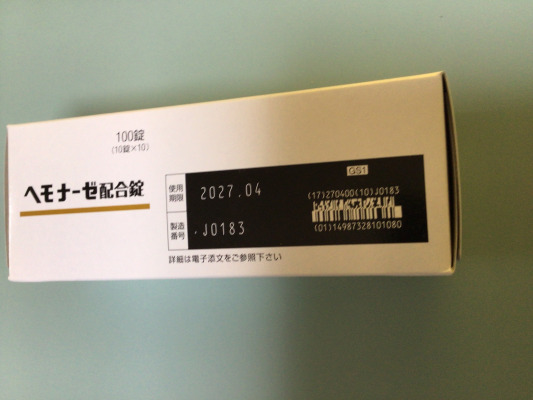 100錠
(10錠×10)
ヘモナーゼ配合錠
使用
期限
2027.04
製造
番号
J0183
GS1
(17)270400(10)J0183
(01)14987328101080
詳細は電子添文をご参照下さい